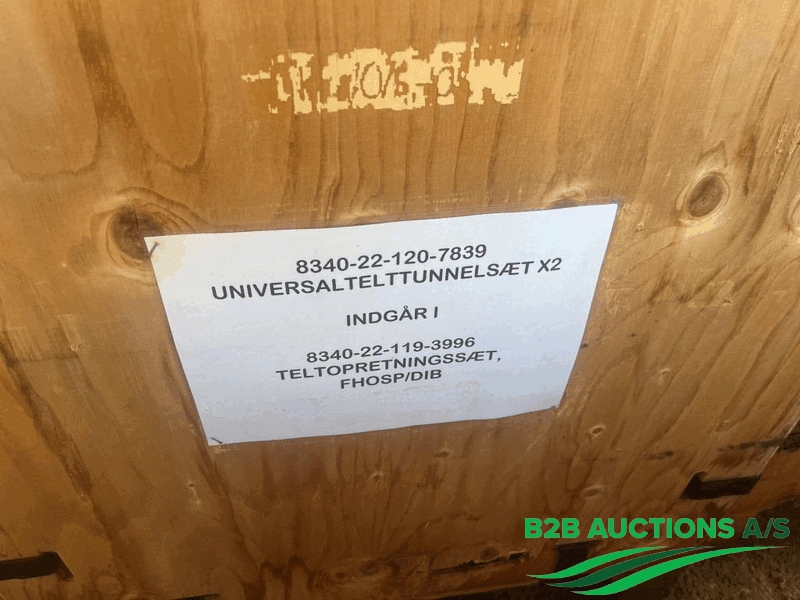 8340-22-120-7839
UNIVERSALTELTTUNNELSÆT X2
INDGÅR I
8340-22-119-3996
TELTOPRETNINGSSÆT,
FHOSP/DIB
B2B AUCTIONS A/S